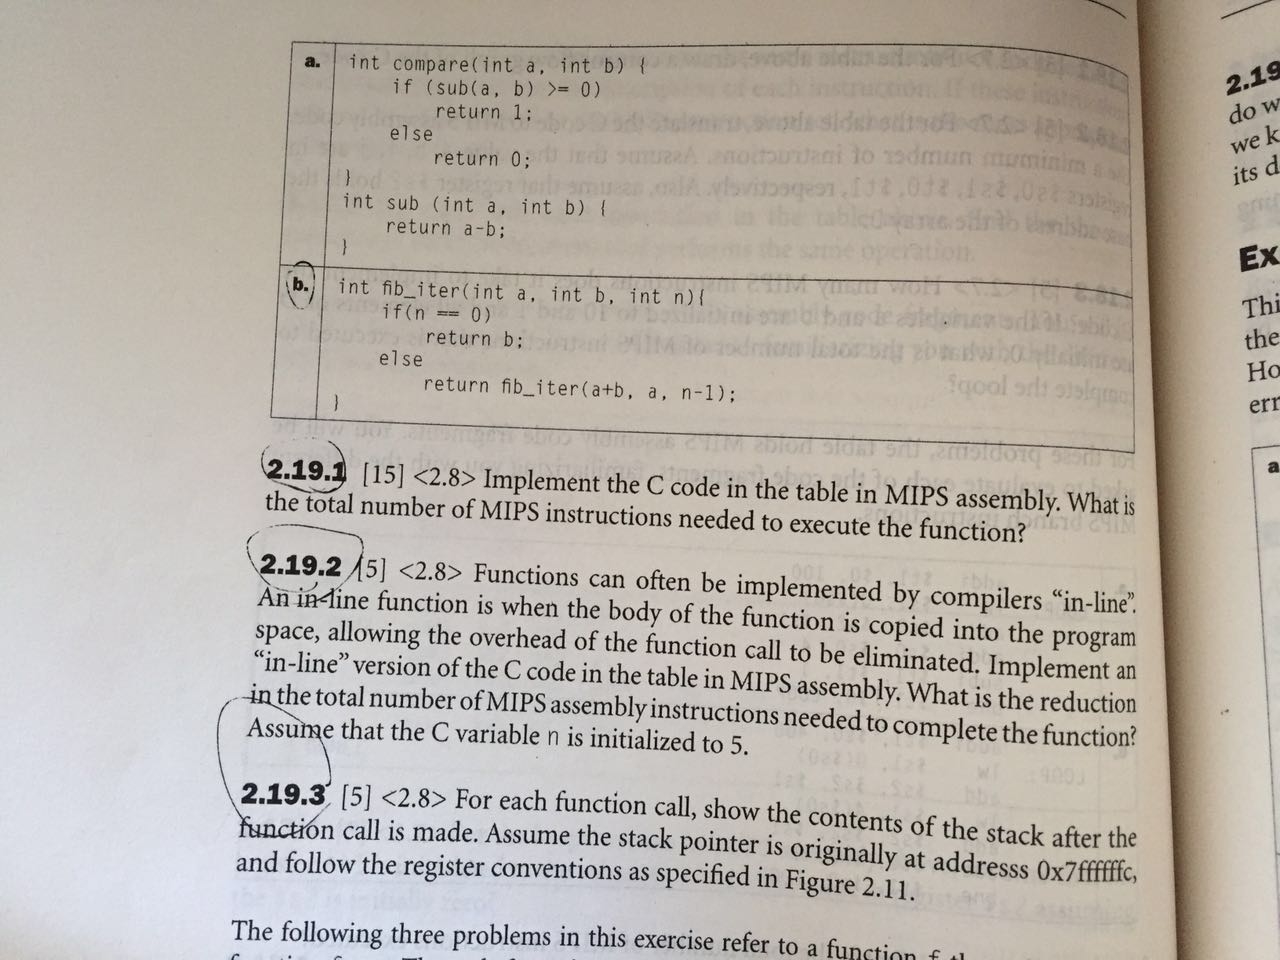 a.
int compare(int a, int b) {
if (sub(a, b) >= 0)
return 1;
else
return 0;
}
int sub (int a, int b) {
return a-b;
}
b.
int fib_iter(int a, int b, int n){
if(n == 0)
return b;
else
return fib_iter(a+b, a, n-1);
}
2.19.1 [15] <2.8> Implement the C code in the table in MIPS assembly. What is
the total number of MIPS instructions needed to execute the function?
2.19.2 [5] <2.8> Functions can often be implemented by compilers “in-line”.
An in-line function is when the body of the function is copied into the program
space, allowing the overhead of the function call to be eliminated. Implement an
“in-line” version of the C code in the table in MIPS assembly. What is the reduction
in the total number of MIPS assembly instructions needed to complete the function?
Assume that the C variable n is initialized to 5.
2.19.3 [5] <2.8> For each function call, show the contents of the stack after the
function call is made. Assume the stack pointer is originally at addresss 0x7ffffffc,
and follow the register conventions as specified in Figure 2.11.
The following three problems in this exercise refer to a function
2.19
do w
we k
its d
Ex
Thi
the
Ho
err
a